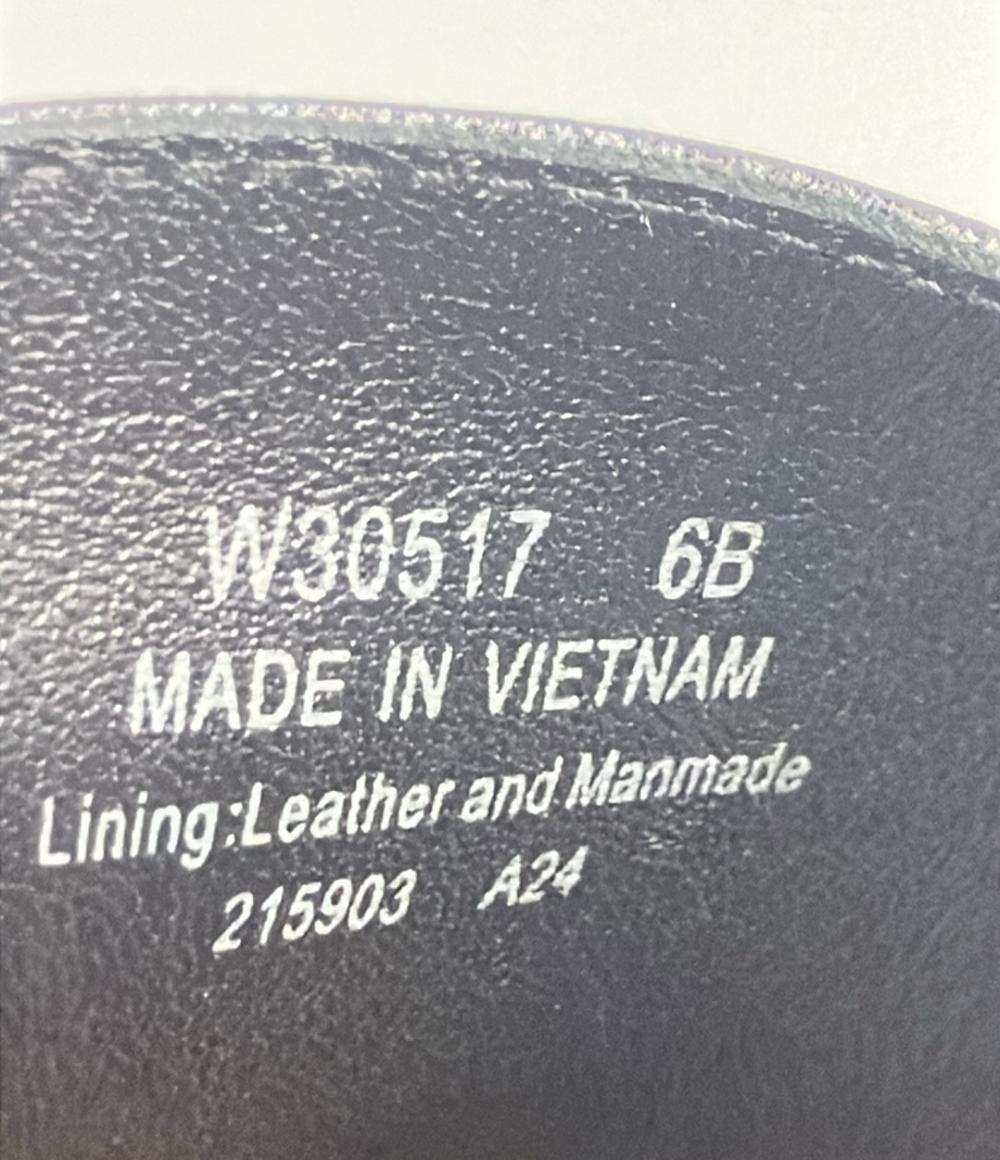 W30517 6B
MADE IN VIETNAM
Lining:Leather and Manmade
215903 A24